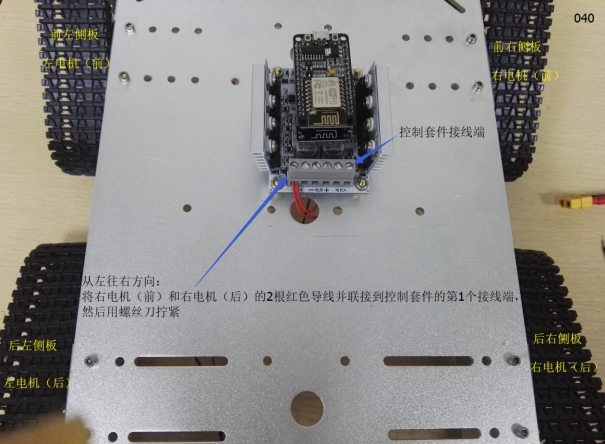 040
前左侧板
左电机（前）
前右侧板
右电机（前）
控制套件接线端
从左往右方向：
将右电机（前）和右电机（后）的2根红色导线并联接到控制套件的第1个接线端，
然后用螺丝刀拧紧
后左侧板
左电机（后）
后右侧板
右电机（后）